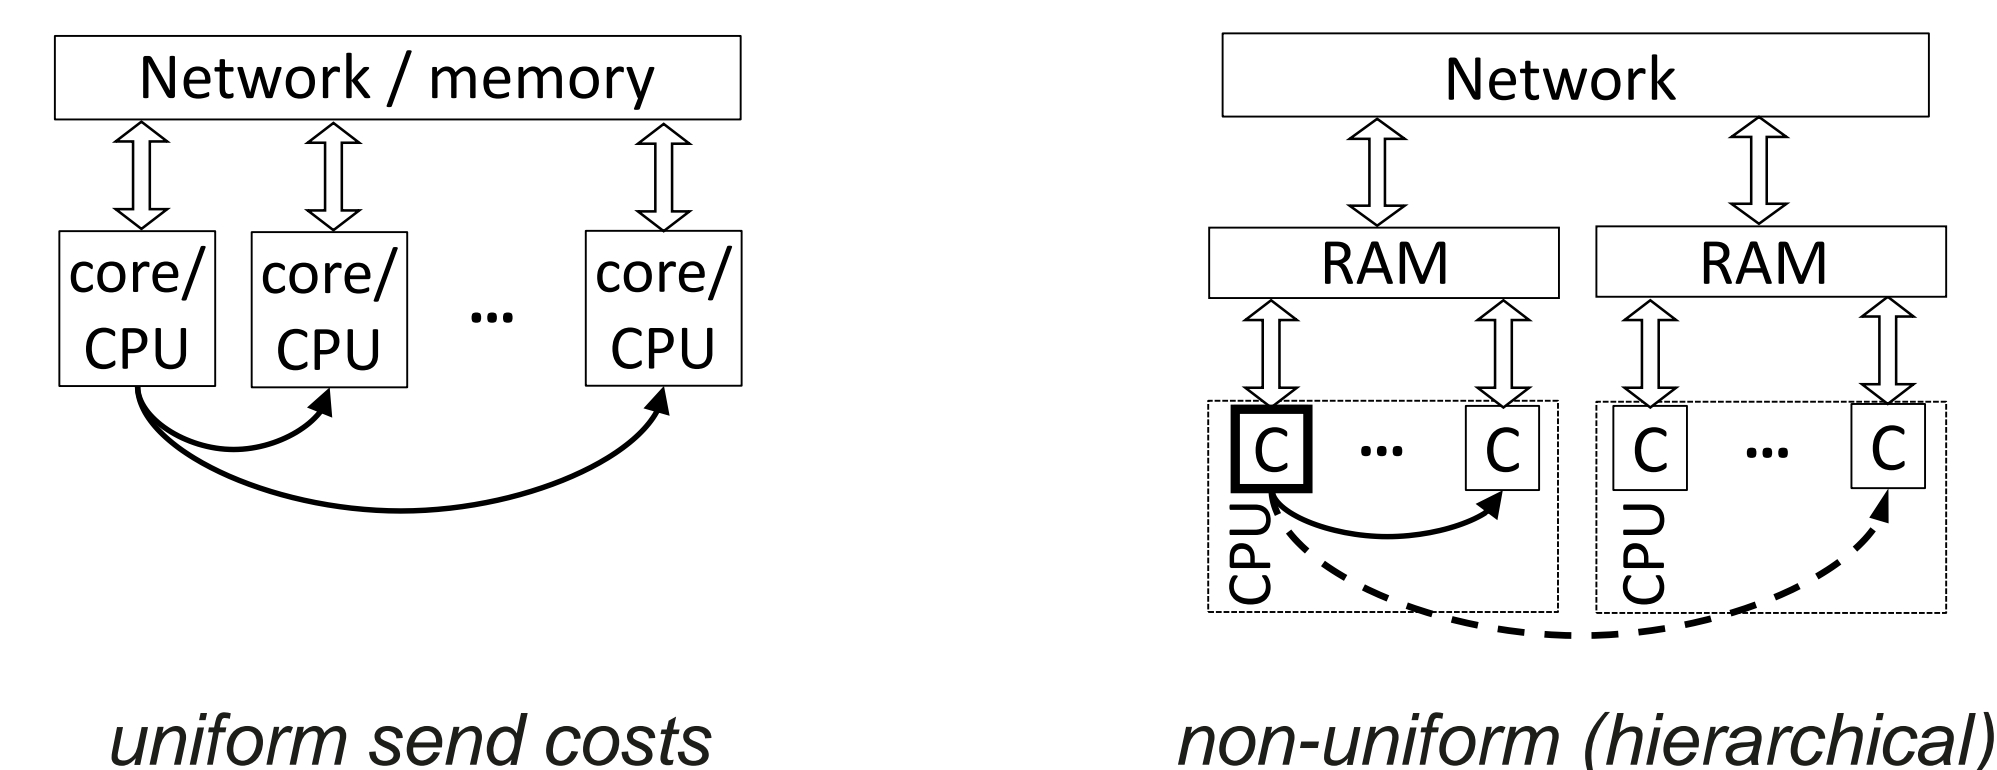 Network / memory
core/
CPU
core/
CPU
...
core/
CPU
uniform send costs
Network
RAM
RAM
C
...
C
CPU
C
...
C
CPU
non-uniform (hierarchical)